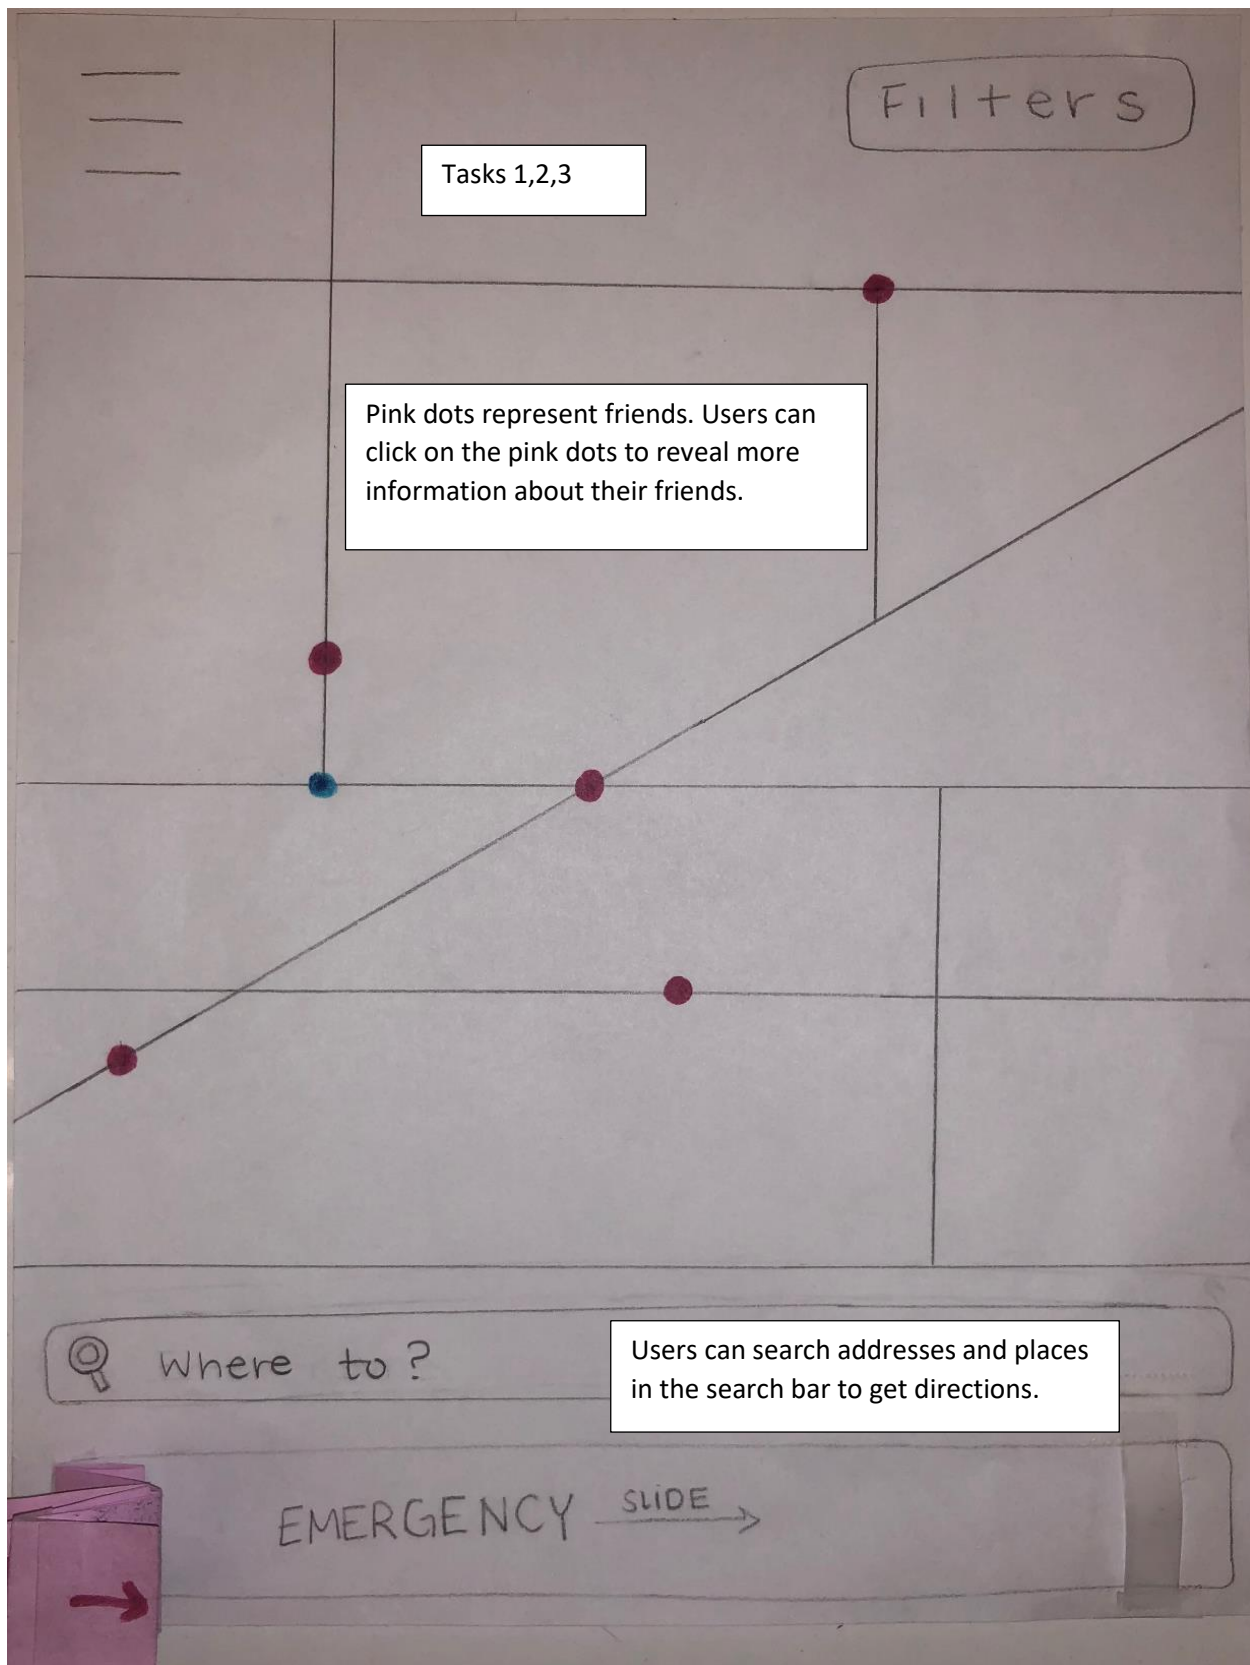 Filters
Tasks 1,2,3
Pink dots represent friends. Users can
click on the pink dots to reveal more
information about their friends.
Where to?
Users can search addresses and places
in the search bar to get directions.
EMERGENCY SLIDE